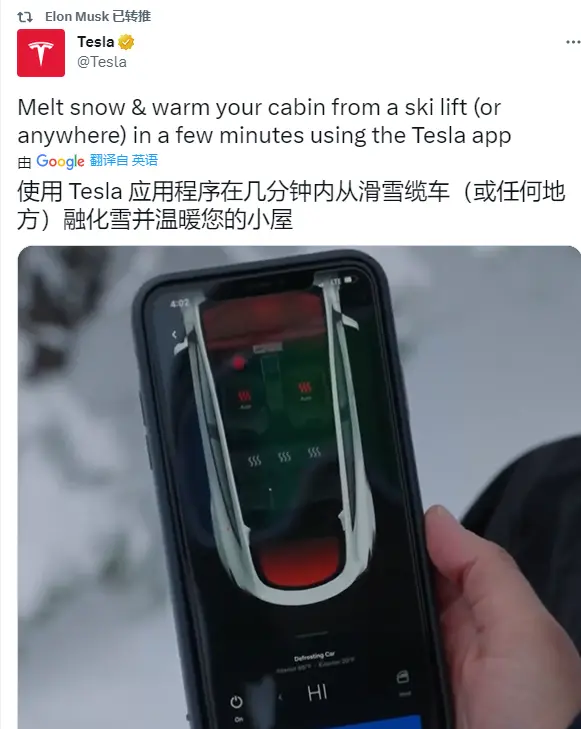 Elon Musk 已转推
Tesla
@Tesla
Melt snow & warm your cabin from a ski lift (or
anywhere) in a few minutes using the Tesla app
由 Google 翻译自 英语
使用 Tesla 应用程序在几分钟内从滑雪缆车（或任何地
方）融化雪并温暖您的小屋
4:02
LTE
Auto
Auto
Defrosting Car
HI
On